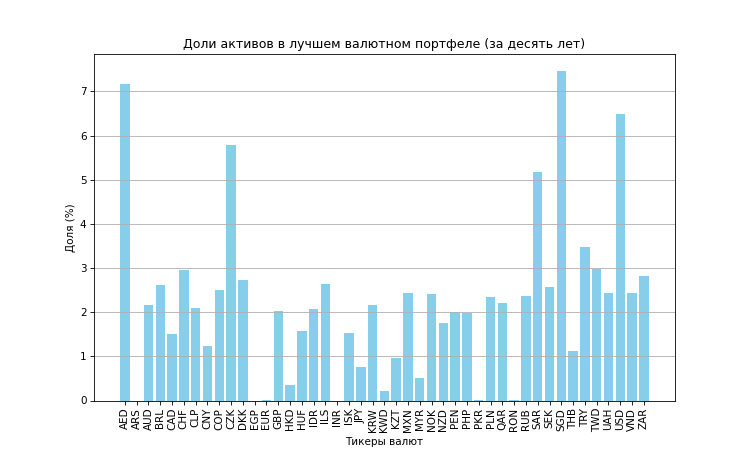 Доли активов в лучшем валютном портфеле (за десять лет)
Доля (%)
7
6
5
4
3
2
1
0
AED ARS AUD BRL CAD CHF CLP CNY COP CZK DKK EGP EUR GBP HKD HUF IDR ILS INR ISK JPY KRW KWD KZT MXN MYR NOK NZD PEN PHP PKR PLN QAR RON RUB SAR SEK SGD THB TRY TWD UAH USD VND ZAR
Тикеры валют